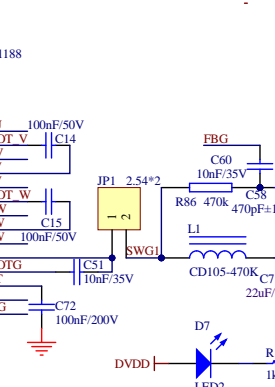 1188
100nF/50V
OT_V
C14
FBG
C60
10nF/35V
JP1 2.54*2
OT_W
1
2
R86 470k
C58
470pF±1
C15
100nF/50V
SWG1
L1
OTG
C51
10nF/35V
CD105-470K
C7
22uF/
C72
100nF/200V
D7
DVDD
R
1k
LED2